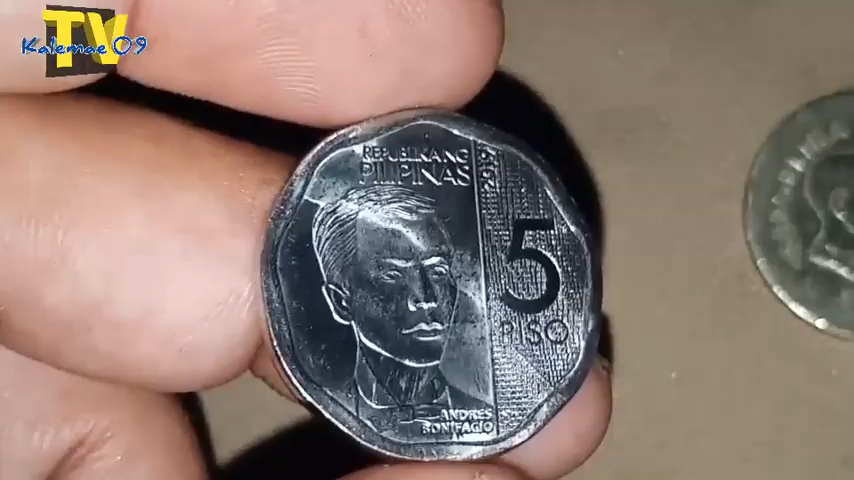 TV
Kalemae 09
REPUBLIKA NG
PILIPINAS
5
PISO
ANDRES
BONIFACIO